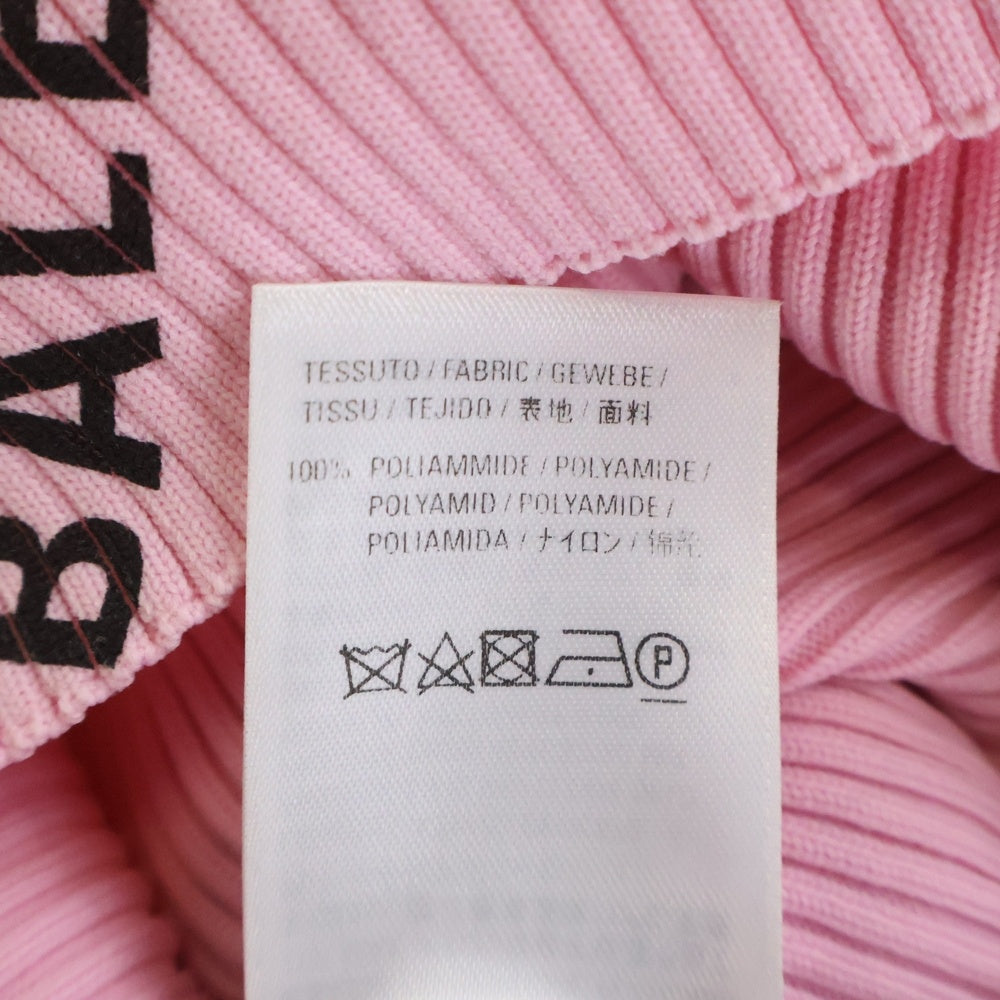 BALE
TESSUTO / FABRIC / GEWEBE /
TISSU / TEJIDO / 表地 / 面料
100% POLIAMMIDE / POLYAMIDE /
POLYAMID / POLYAMIDE /
POLIAMIDA / ナイロン / 锦纶
P